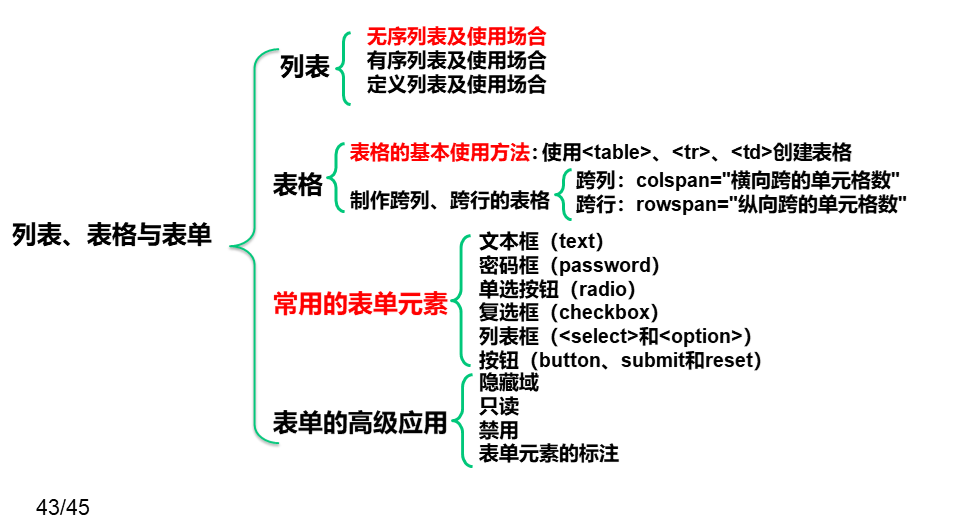 列表、表格与表单
列表
无序列表及使用场合
有序列表及使用场合
定义列表及使用场合
表格
表格的基本使用方法：使用<table>、<tr>、<td>创建表格
制作跨列、跨行的表格
跨列：colspan="横向跨的单元格数"
跨行：rowspan="纵向跨的单元格数"
常用的表单元素
文本框（text）
密码框（password）
单选按钮（radio）
复选框（checkbox）
列表框（<select>和<option>）
按钮（button、submit和reset）
表单的高级应用
隐藏域
只读
禁用
表单元素的标注
43/45